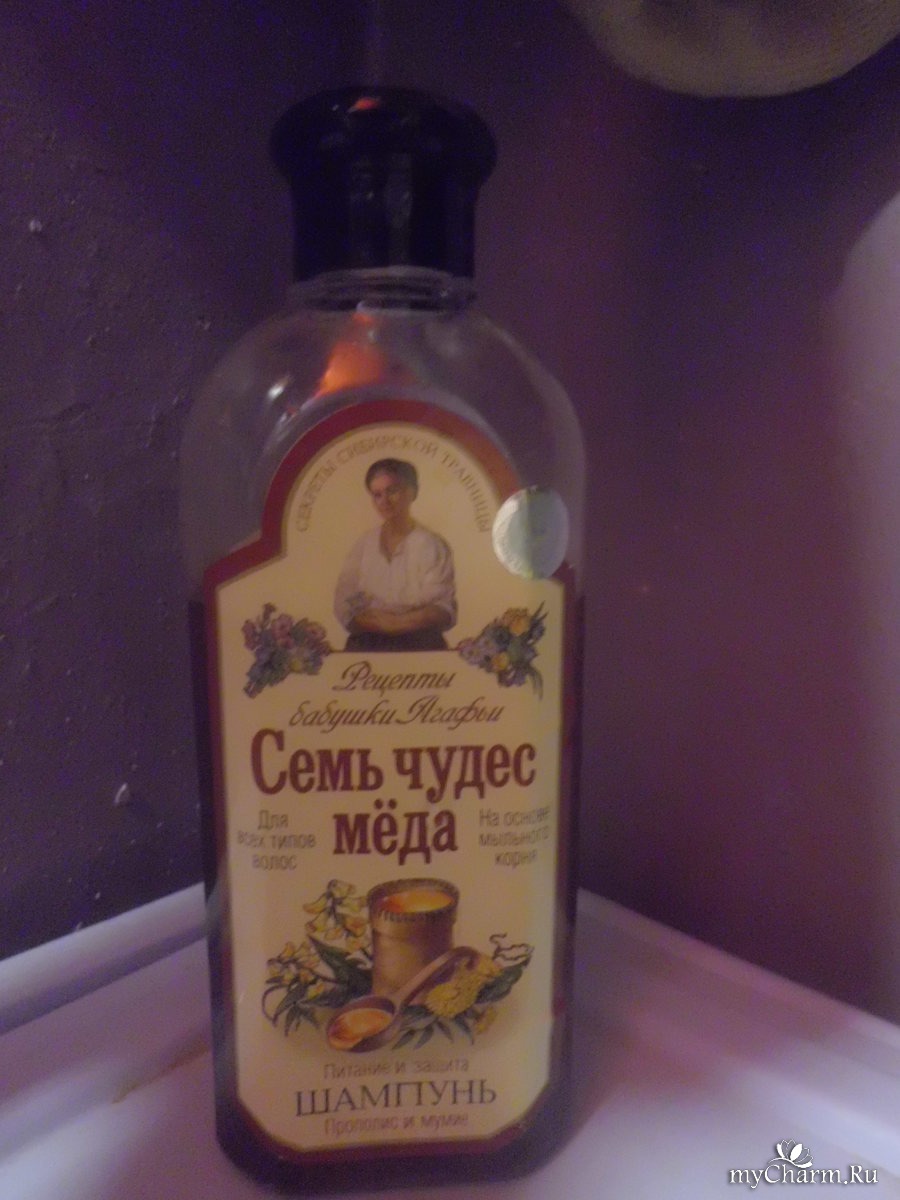 СЕКРЕТЫ СИБИРСКОЙ ТРАВНИЦЫ
Рецепты
бабушки Агафьи
Семь чудес
мёда
Для
всех типов
волос
На основе
мыльного
корня
Питание и защита
ШАМПУНЬ
Прополис и мумие
myCharm.Ru